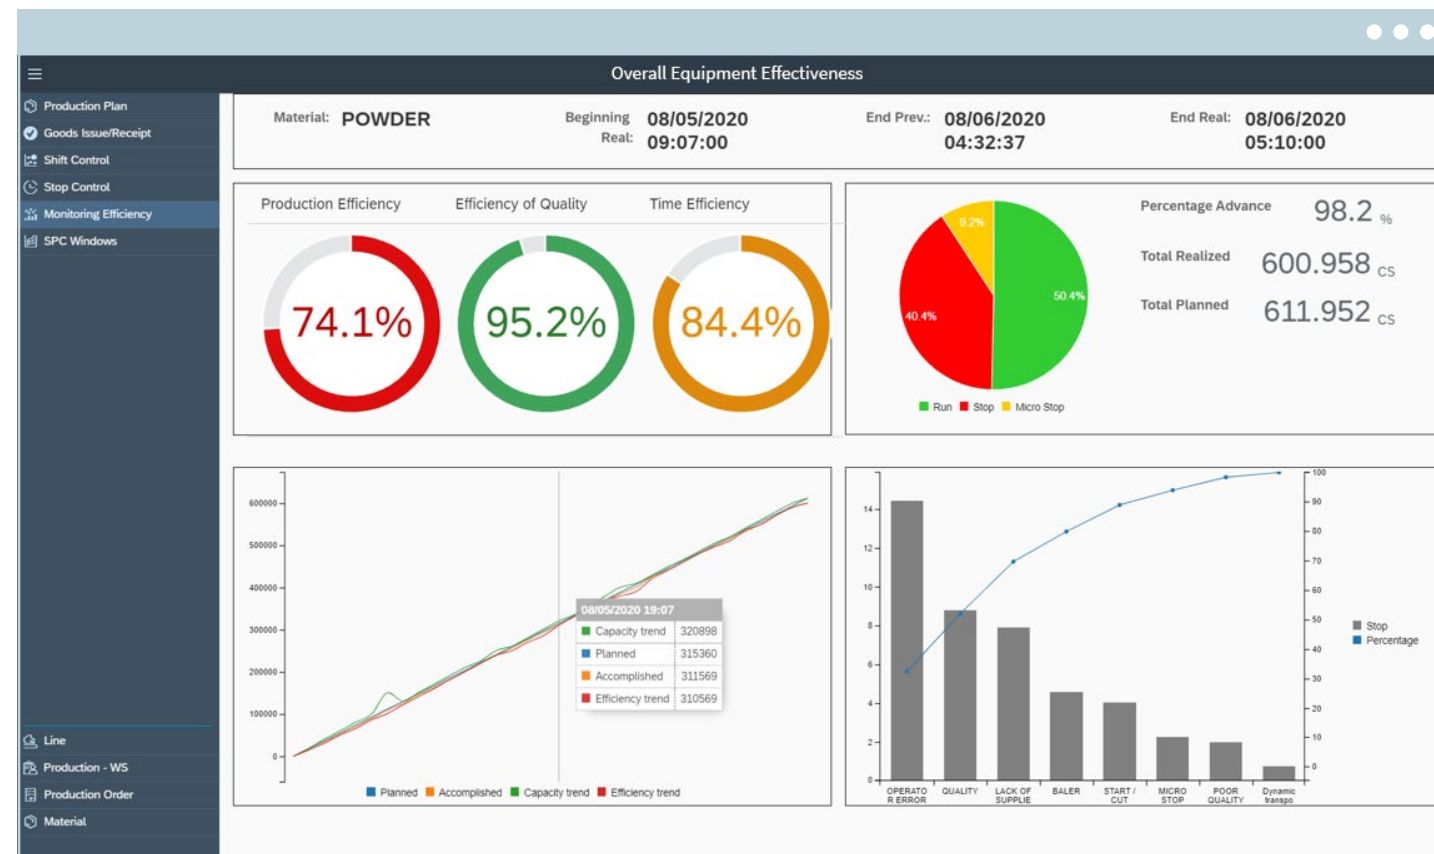 Overall Equipment Effectiveness
Production Plan
Goods Issue/Receipt
Shift Control
Stop Control
Monitoring Efficiency
SPC Windows
Line
Production - WS
Production Order
Material
Material: POWDER
Beginning Real: 08/05/2020 09:07:00
End Prev.: 08/06/2020 04:32:37
End Real: 08/06/2020 05:10:00
Production Efficiency
Efficiency of Quality
Time Efficiency
74.1%
95.2%
84.4%
9.2%
50.4%
40.4%
Run Stop Micro Stop
Percentage Advance 98.2 %
Total Realized 600.958 CS
Total Planned 611.952 CS
600000
500000
400000
300000
200000
100000
0
08/05/2020 19:07
Capacity trend 320898
Planned 315360
Accomplished 311569
Efficiency trend 310569
Planned Accomplished Capacity trend Efficiency trend
14
12
10
8
6
4
2
0
100
90
80
70
60
50
40
30
20
10
0
OPERATO
R ERROR
QUALITY
LACK OF
SUPPLIE
BALER
START /
CUT
MICRO
STOP
POOR
QUALITY
Dynamic
transpo
Stop
Percentage